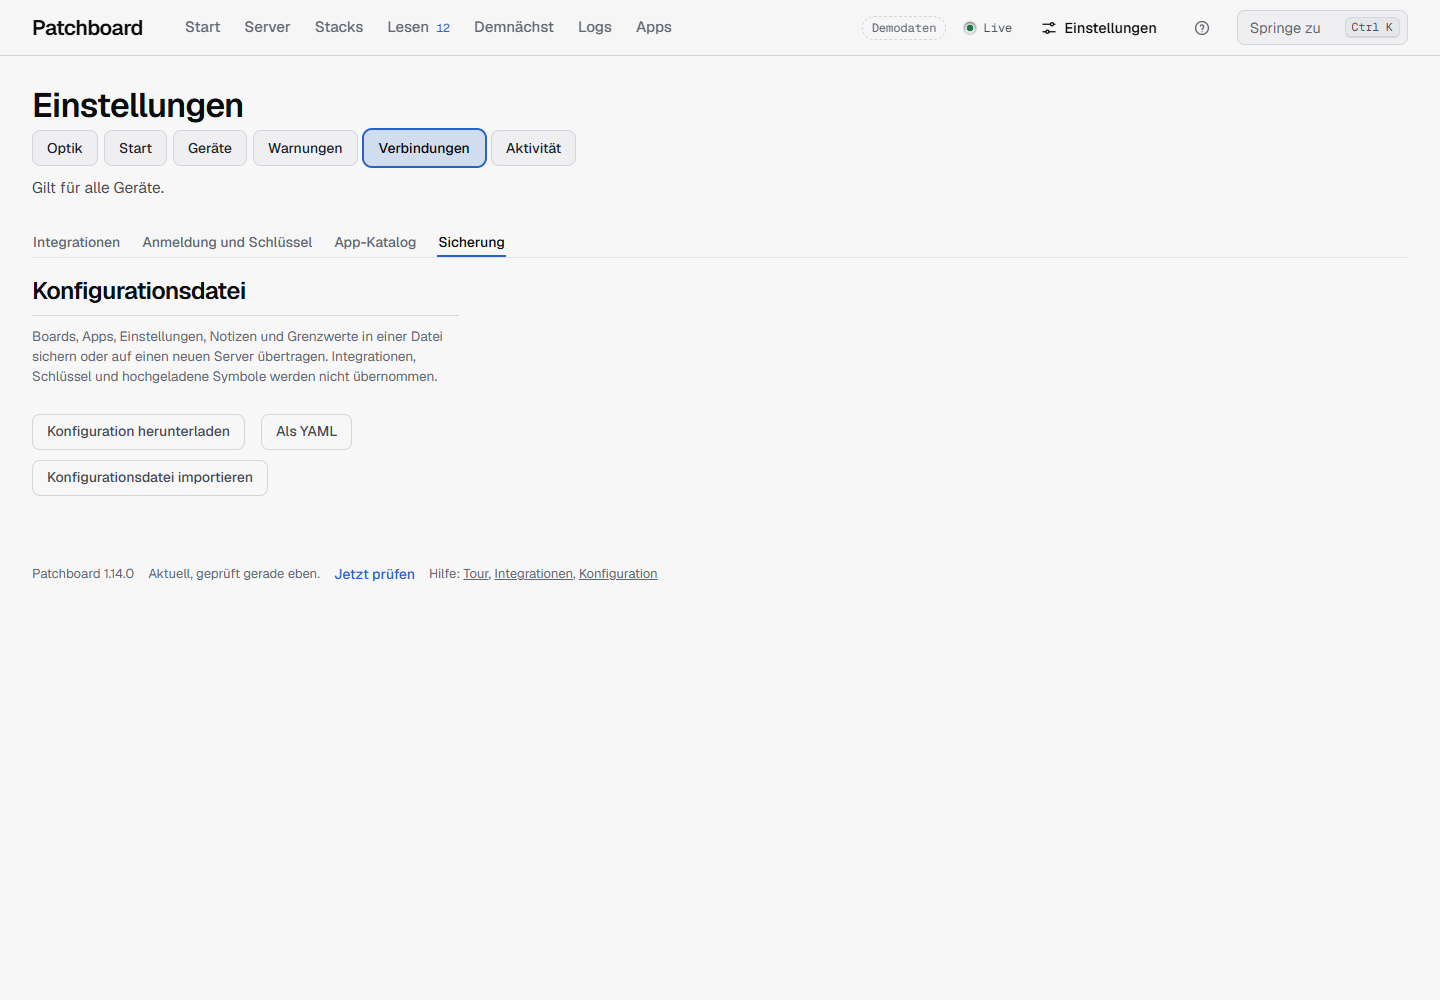 Patchboard Start Server Stacks Lesen 12 Demnächst Logs Apps Demodaten Live Einstellungen Springe zu Ctrl K
Einstellungen
Optik Start Geräte Warnungen Verbindungen Aktivität
Gilt für alle Geräte.
Integrationen Anmeldung und Schlüssel App-Katalog Sicherung
Konfigurationsdatei
Boards, Apps, Einstellungen, Notizen und Grenzwerte in einer Datei
sichern oder auf einen neuen Server übertragen. Integrationen,
Schlüssel und hochgeladene Symbole werden nicht übernommen.
Konfiguration herunterladen Als YAML
Konfigurationsdatei importieren
Patchboard 1.14.0 Aktuell, geprüft gerade eben. Jetzt prüfen Hilfe: Tour, Integrationen, Konfiguration